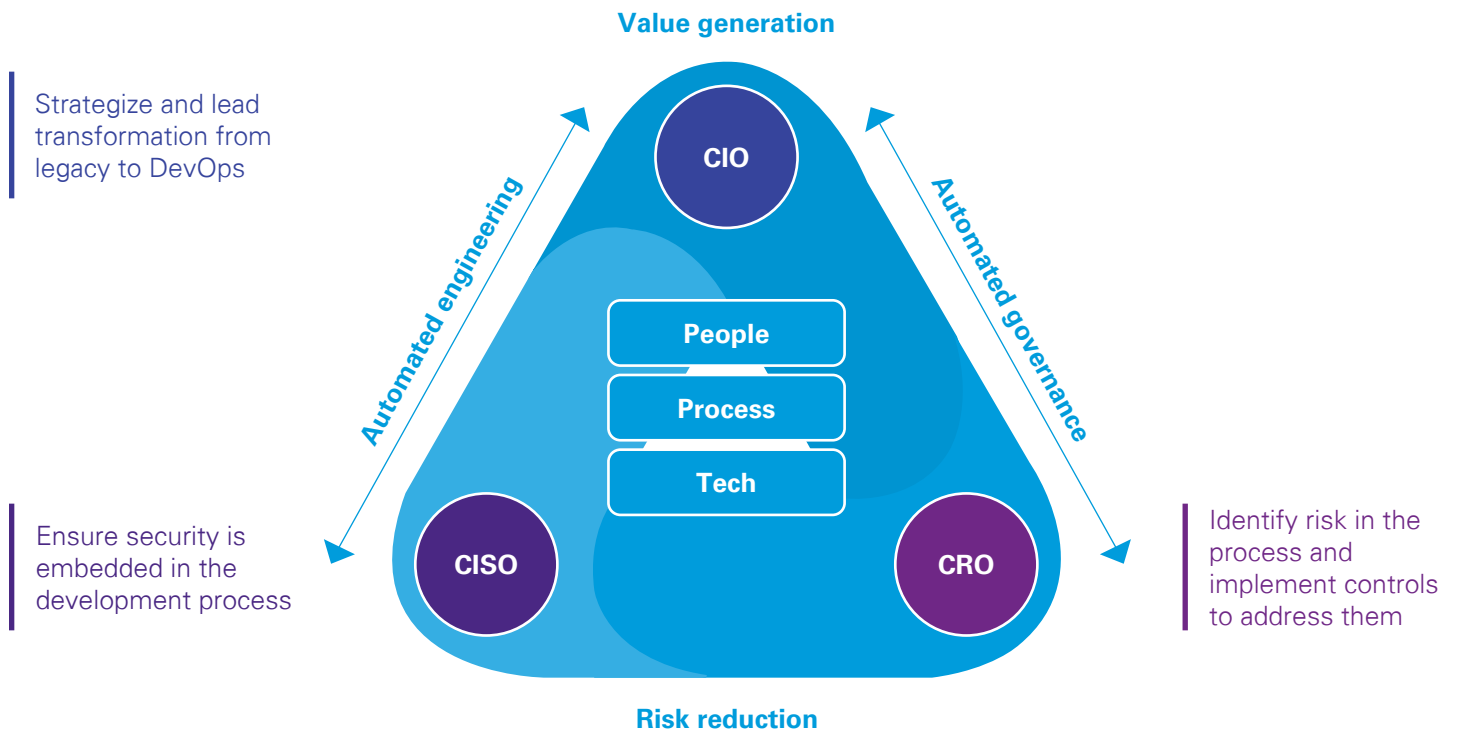 Value generation
Strategize and lead
transformation from
legacy to DevOps
CIO
Automated engineering
Automated governance
People
Process
Tech
Ensure security is
embedded in the
development process
CISO
CRO
Identify risk in the
process and
implement controls
to address them
Risk reduction